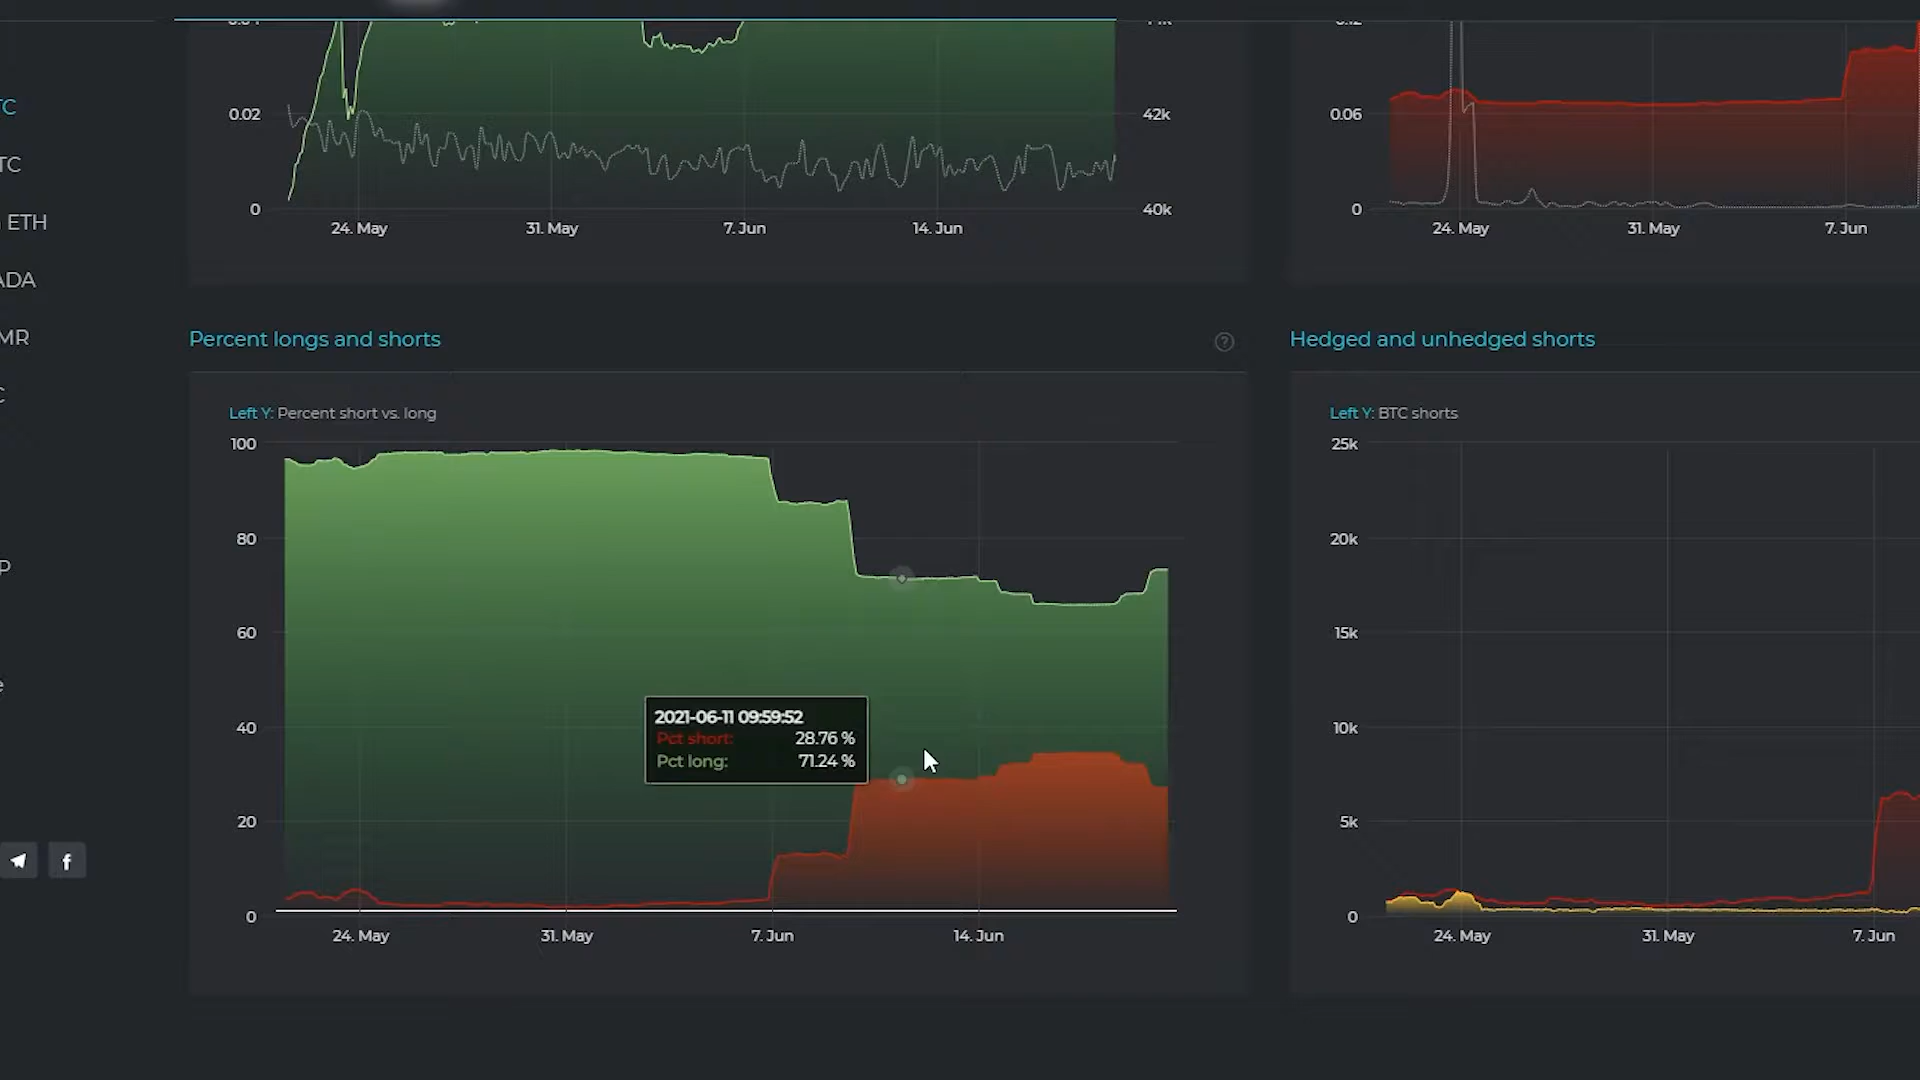 TC
TC
ETH
ADA
MR
C
P
e
f
0.02
0
42k
40k
24. May
31. May
7. Jun
14. Jun
0.06
0
24. May
31. May
7. Jun
Percent longs and shorts
?
Left Y: Percent short vs. long
100
80
60
40
20
0
2021-06-11 09:59:52
Pct short: 28.76 %
Pct long: 71.24 %
24. May
31. May
7. Jun
14. Jun
Hedged and unhedged shorts
Left Y: BTC shorts
25k
20k
15k
10k
5k
0
24. May
31. May
7. Jun